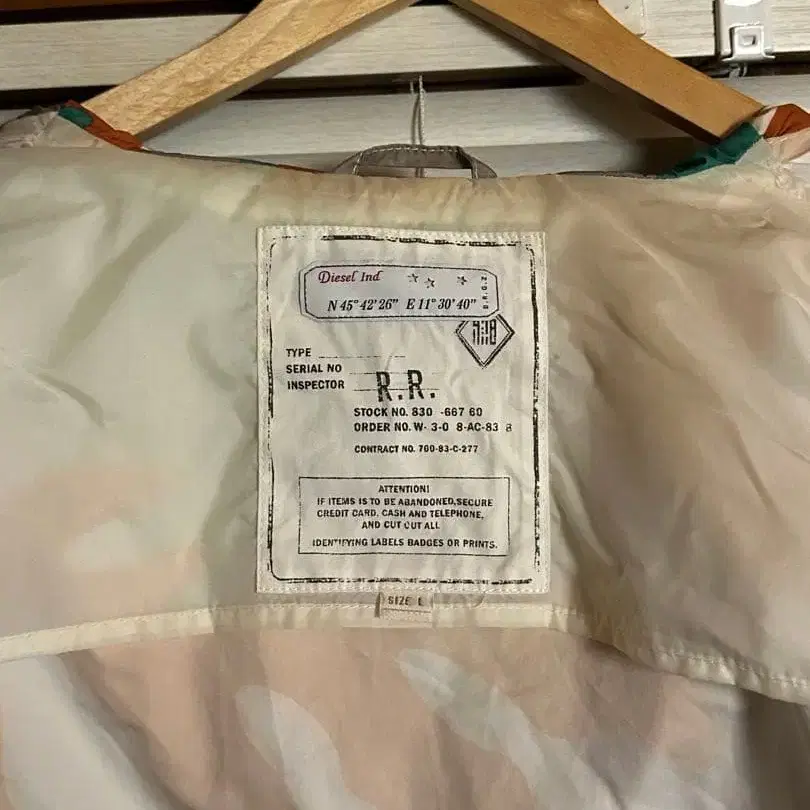 Diesel Ind
N 45° 42' 26" E 11° 30' 40"
TYPE
SERIAL NO
INSPECTOR
R.R.
STOCK NO. 830 -667 60
ORDER NO. W- 3-0 8-AC-83 8
CONTRACT NO. 760-83-C-277
ATTENTION!
IF ITEMS IS TO BE ABANDONED, SECURE
CREDIT CARD, CASH AND TELEPHONE,
AND CUT OUT ALL
IDENTIFYING LABELS BADGES OR PRINTS.
SIZE L